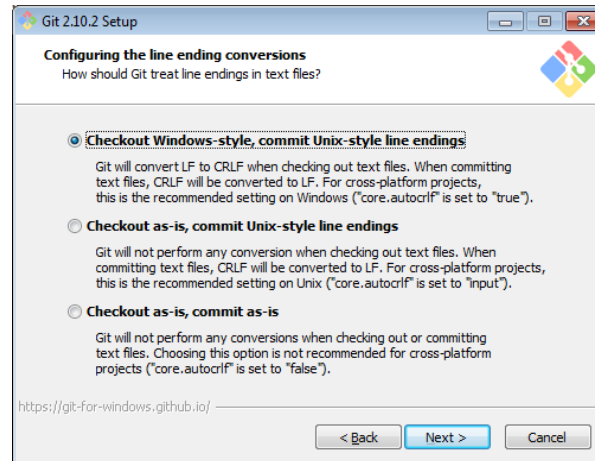 Git 2.10.2 Setup
Configuring the line ending conversions
How should Git treat line endings in text files?
Checkout Windows-style, commit Unix-style line endings
Git will convert LF to CRLF when checking out text files. When committing
text files, CRLF will be converted to LF. For cross-platform projects,
this is the recommended setting on Windows ("core.autocrlf" is set to "true").
Checkout as-is, commit Unix-style line endings
Git will not perform any conversion when checking out text files. When
committing text files, CRLF will be converted to LF. For cross-platform projects,
this is the recommended setting on Unix ("core.autocrlf" is set to "input").
Checkout as-is, commit as-is
Git will not perform any conversions when checking out or committing
text files. Choosing this option is not recommended for cross-platform
projects ("core.autocrlf" is set to "false").
https://git-for-windows.github.io/
< Back Next > Cancel